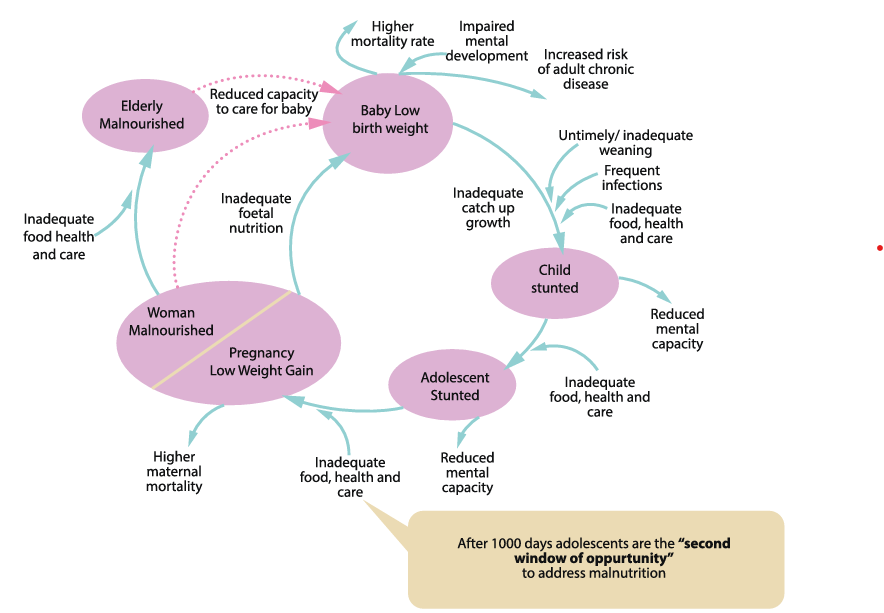 Higher
mortality rate
Impaired
mental
development
Increased risk
of adult chronic
disease
Elderly
Malnourished
Reduced capacity
to care for baby
Baby Low
birth weight
Untimely/ inadequate
weaning
Frequent
infections
Inadequate
food, health
and care
Inadequate
catch up
growth
Inadequate
foetal
nutrition
Inadequate
food health
and care
Child
stunted
Woman
Malnourished
Pregnancy
Low Weight Gain
Reduced
mental
capacity
Adolescent
Stunted
Inadequate
food, health and
care
Higher
maternal
mortality
Inadequate
food, health and
care
Reduced
mental
capacity
After 1000 days adolescents are the “second
window of oppurtunity”
to address malnutrition